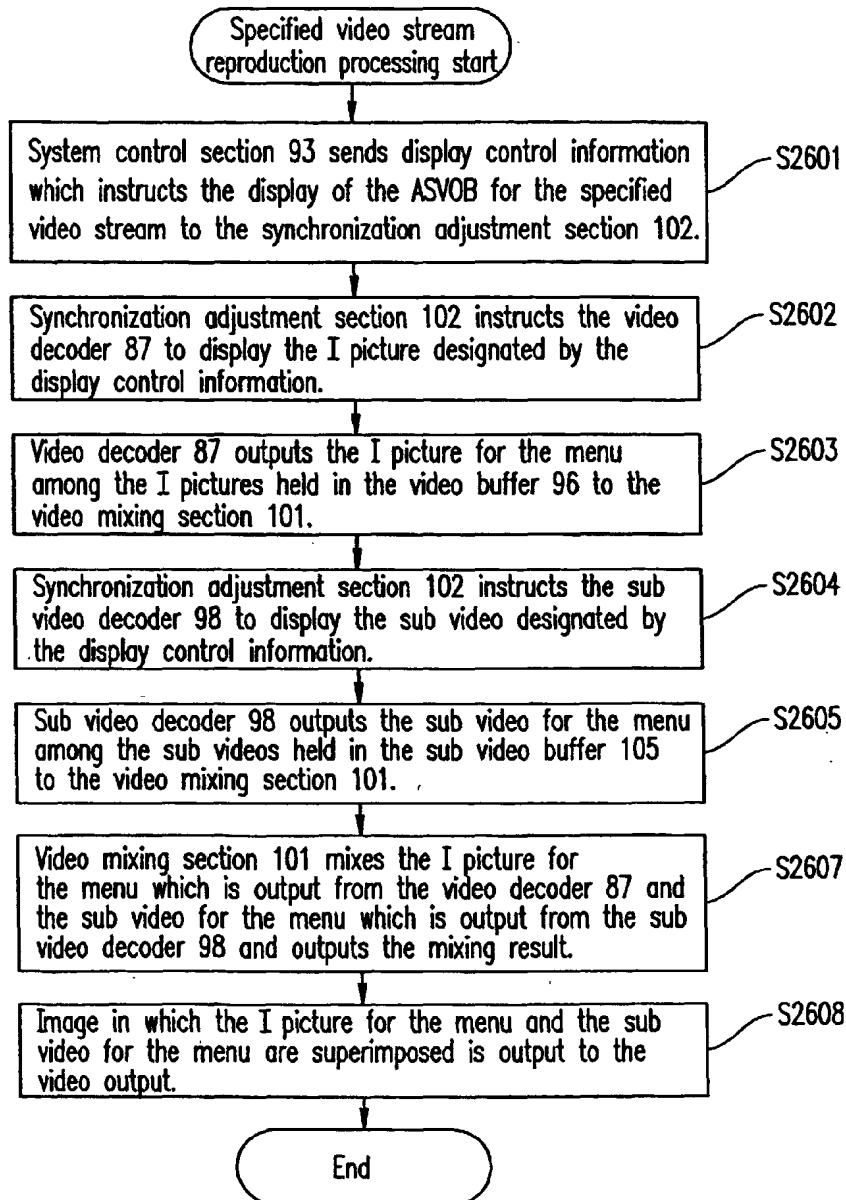 Specified video stream
reproduction processing start
System control section 93 sends display control information
which instructs the display of the ASVOB for the specified
video stream to the synchronization adjustment section 102.
S2601
Synchronization adjustment section 102 instructs the video
decoder 87 to display the I picture designated by the
display control information.
S2602
Video decoder 87 outputs the I picture for the menu
among the I pictures held in the video buffer 96 to the
video mixing section 101.
S2603
Synchronization adjustment section 102 instructs the sub
video decoder 98 to display the sub video designated by
the display control information.
S2604
Sub video decoder 98 outputs the sub video for the menu
among the sub videos held in the sub video buffer 105
to the video mixing section 101.
S2605
Video mixing section 101 mixes the I picture for
the menu which is output from the video decoder 87 and
the sub video for the menu which is output from the sub
video decoder 98 and outputs the mixing result.
S2607
Image in which the I picture for the menu and the sub
video for the menu are superimposed is output to the
video output.
S2608
End